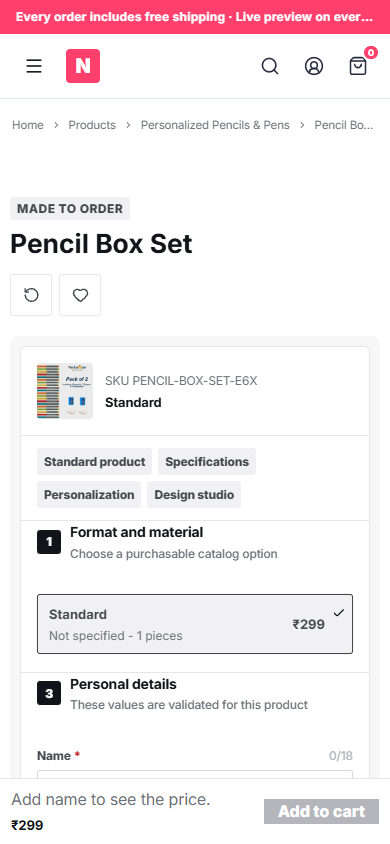 Every order includes free shipping · Live preview on ever...
N
0
Home > Products > Personalized Pencils & Pens > Pencil Bo...
MADE TO ORDER
Pencil Box Set
Pack of 2
SKU PENCIL-BOX-SET-E6X
Standard
Standard product
Specifications
Personalization
Design studio
1
Format and material
Choose a purchasable catalog option
Standard
₹299
Not specified - 1 pieces
3
Personal details
These values are validated for this product
Name *
0/18
Add name to see the price.
₹299
Add to cart